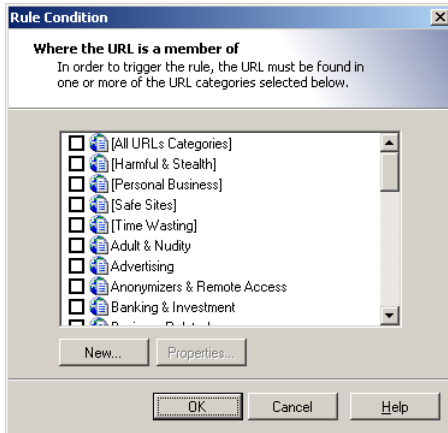 Rule Condition
Where the URL is a member of
In order to trigger the rule, the URL must be found in
one or more of the URL categories selected below.
[All URLs Categories]
[Harmful & Stealth]
[Personal Business]
[Safe Sites]
[Time Wasting]
Adult & Nudity
Advertising
Anonymizers & Remote Access
Banking & Investment
New... Properties...
OK Cancel Help